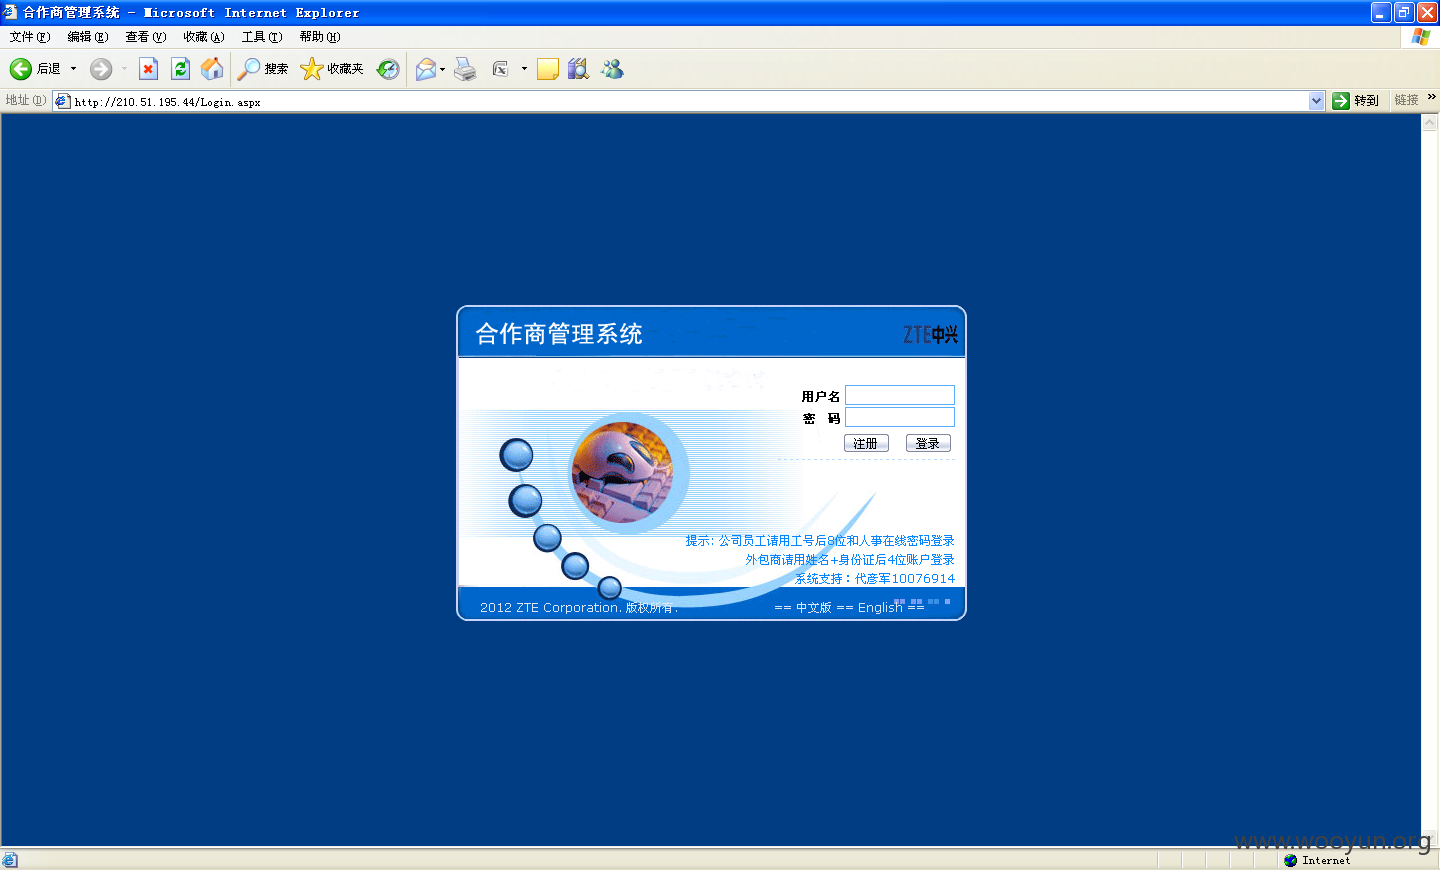 合作商管理系统 - Microsoft Internet Explorer
文件(F) 编辑(E) 查看(V) 收藏(A) 工具(T) 帮助(H)
后退 搜索 收藏夹
地址(D) http://210.51.195.44/Login.aspx 转到 链接 »
合作商管理系统 ZTE中兴
用户名
密 码
注册 登录
提示: 公司员工请用工号后8位和人事在线密码登录
外包商请用姓名+身份证后4位账户登录
系统支持：代彦军10076914
2012 ZTE Corporation. 版权所有. == 中文版 == English ==
www.wooyun.org
Internet